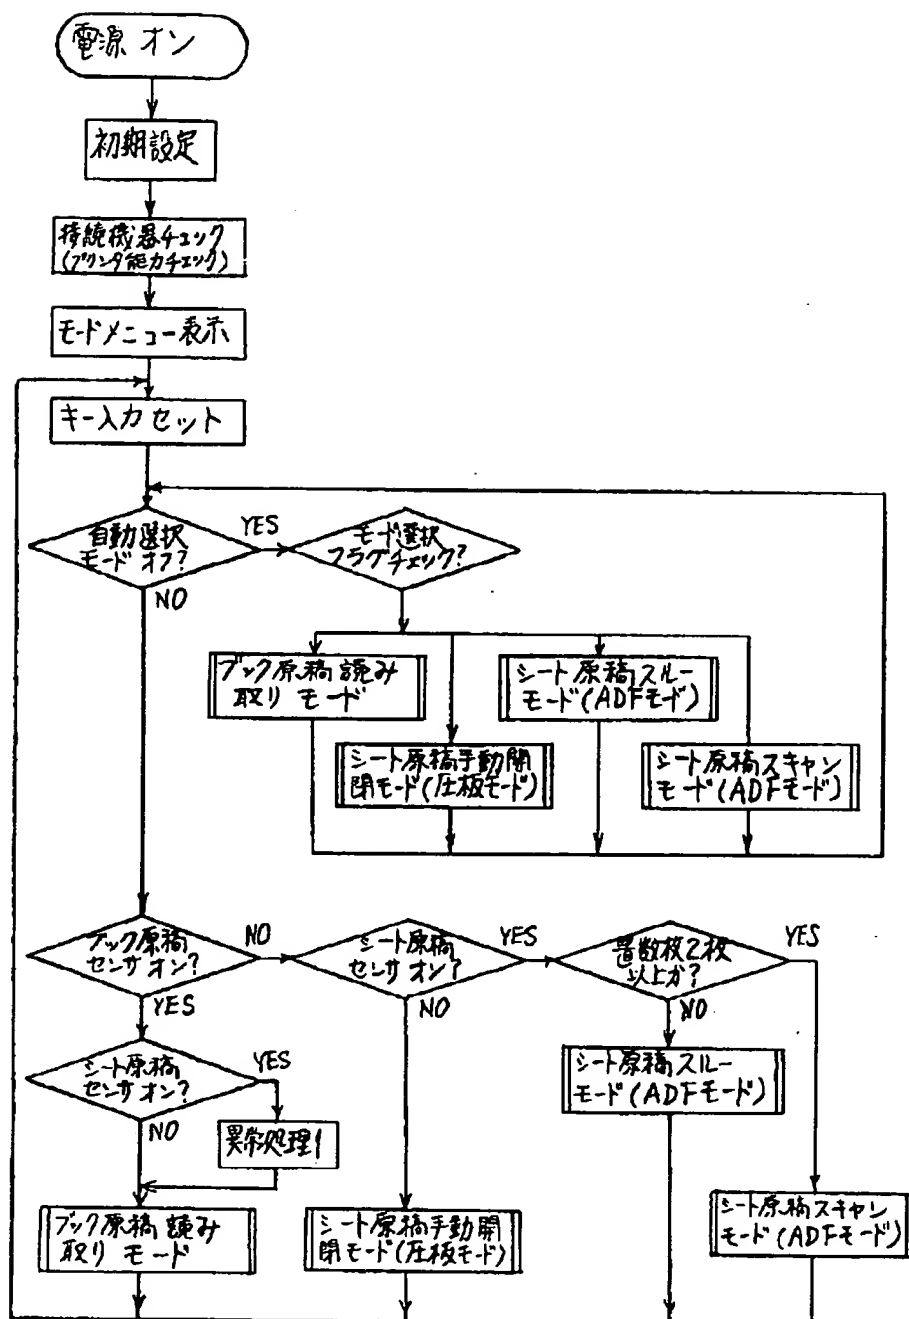 電源 オン
初期設定
接続機器チェック
(プリンタ能力チェック)
モードメニュー表示
キー入力セット
自動選択
モードオフ?
YES
NO
モード選択
フラグチェック?
ブック原稿読み
取りモード
シート原稿スルー
モード(ADFモード)
シート原稿手動開
閉モード(圧板モード)
シート原稿スキャン
モード(ADFモード)
ブック原稿
センサオン?
NO
YES
シート原稿
センサオン?
YES
NO
置数枚2枚
以上か?
YES
NO
シート原稿
センサオン?
YES
NO
異常処理1
シート原稿スルー
モード(ADFモード)
ブック原稿読み
取りモード
シート原稿手動開
閉モード(圧板モード)
シート原稿スキャン
モード(ADFモード)